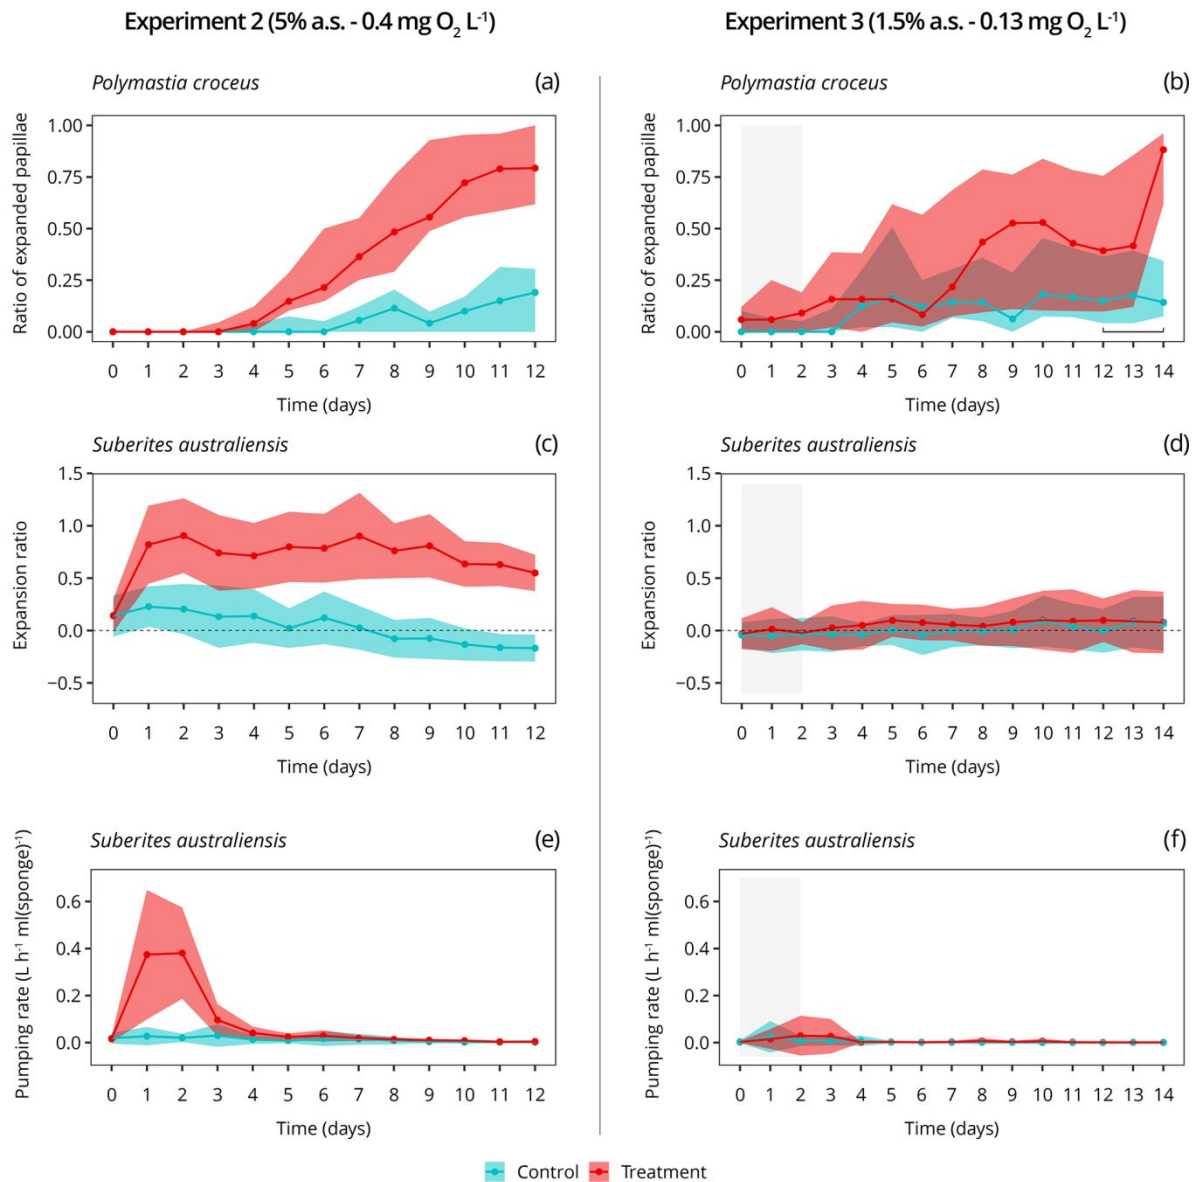 Experiment 2 (5% a.s. - 0.4 mg O₂ L⁻¹)
Experiment 3 (1.5% a.s. - 0.13 mg O₂ L⁻¹)
Polymastia croceus
(a)
Ratio of expanded papillae
1.00
0.75
0.50
0.25
0.00
0 1 2 3 4 5 6 7 8 9 10 11 12
Time (days)
Polymastia croceus
(b)
Ratio of expanded papillae
1.00
0.75
0.50
0.25
0.00
0 1 2 3 4 5 6 7 8 9 10 11 12 13 14
Time (days)
Suberites australiensis
(c)
Expansion ratio
1.5
1.0
0.5
0.0
−0.5
0 1 2 3 4 5 6 7 8 9 10 11 12
Time (days)
Suberites australiensis
(d)
Expansion ratio
1.5
1.0
0.5
0.0
−0.5
0 1 2 3 4 5 6 7 8 9 10 11 12 13 14
Time (days)
Suberites australiensis
(e)
Pumping rate (L h⁻¹ ml(sponge)⁻¹)
0.6
0.4
0.2
0.0
0 1 2 3 4 5 6 7 8 9 10 11 12
Time (days)
Suberites australiensis
(f)
Pumping rate (L h⁻¹ ml(sponge)⁻¹)
0.6
0.4
0.2
0.0
0 1 2 3 4 5 6 7 8 9 10 11 12 13 14
Time (days)
Control Treatment